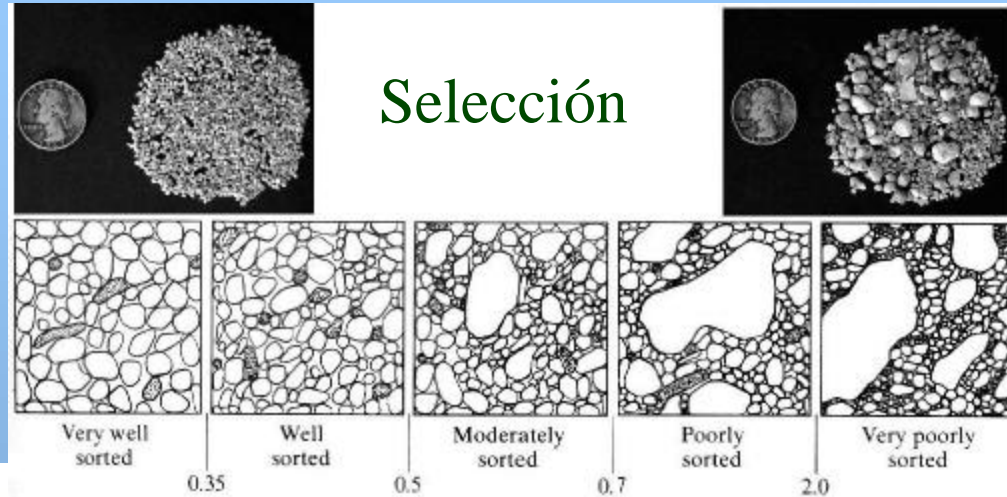 Selección
Very well
sorted
Well
sorted
Moderately
sorted
Poorly
sorted
Very poorly
sorted
0.35
0.5
0.7
2.0